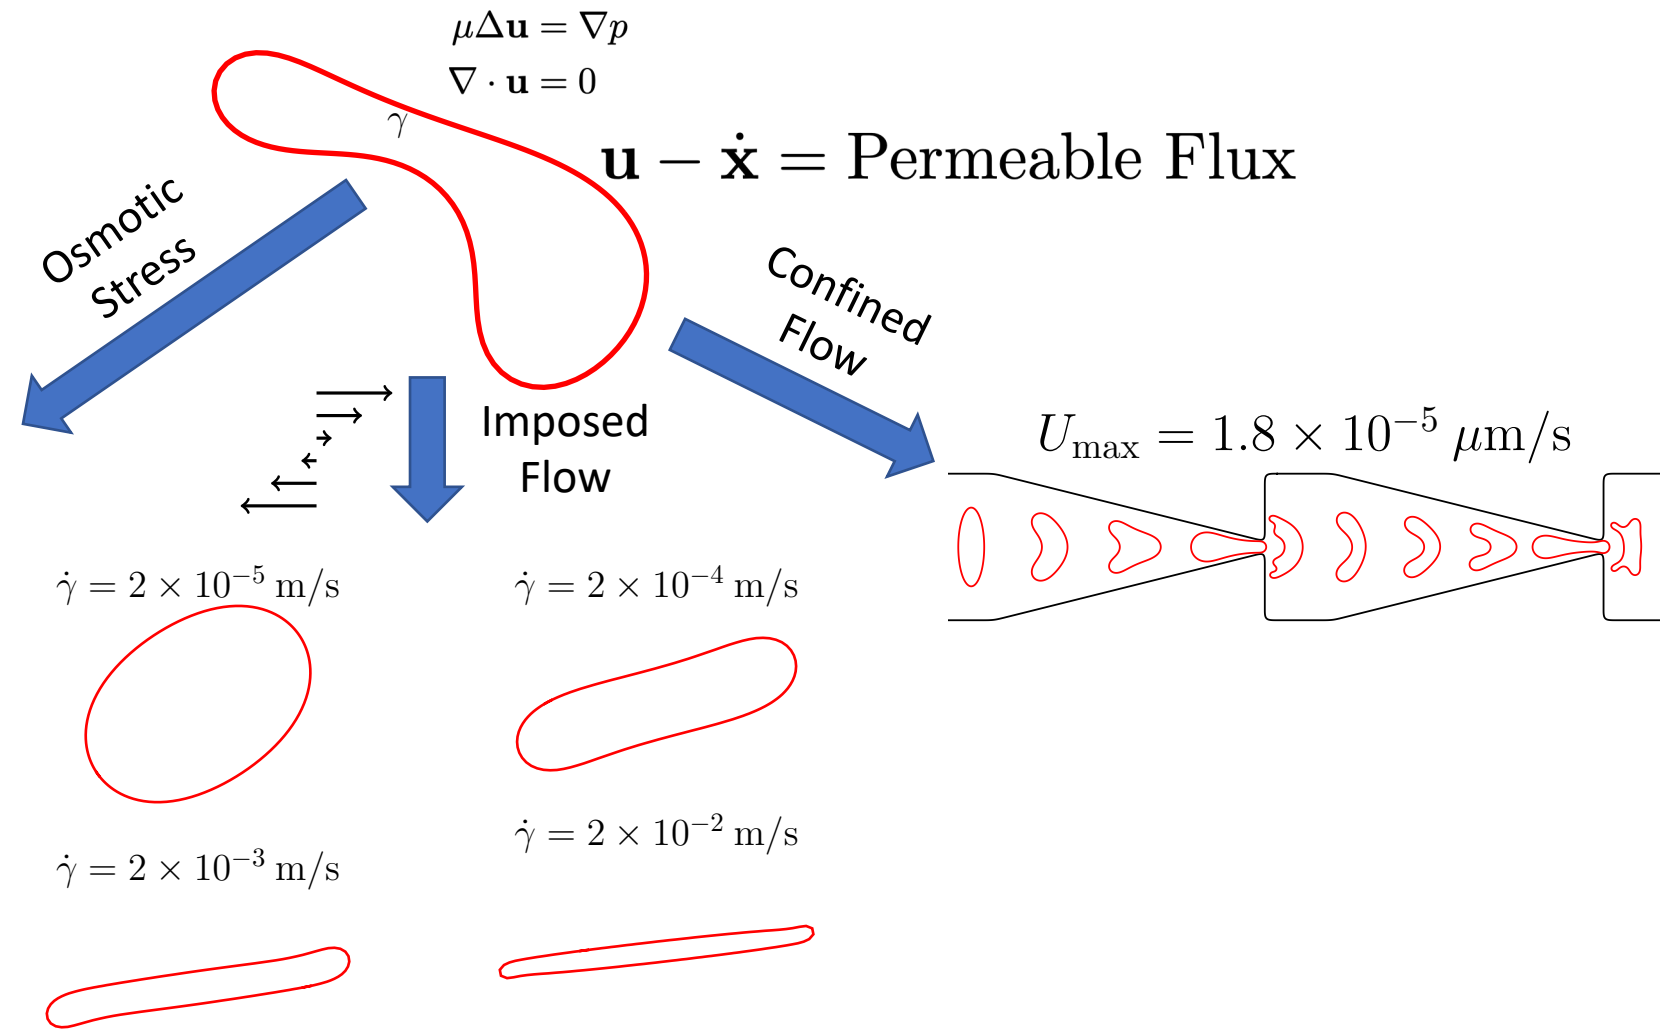 μΔ𝐮 = ∇p
∇ · 𝐮 = 0
γ
𝐮 − 𝐱̇ = Permeable Flux
Osmotic
Stress
Confined
Flow
Imposed
Flow
U_max = 1.8 × 10⁻⁵ μm/s
γ̇ = 2 × 10⁻⁵ m/s
γ̇ = 2 × 10⁻⁴ m/s
γ̇ = 2 × 10⁻³ m/s
γ̇ = 2 × 10⁻² m/s